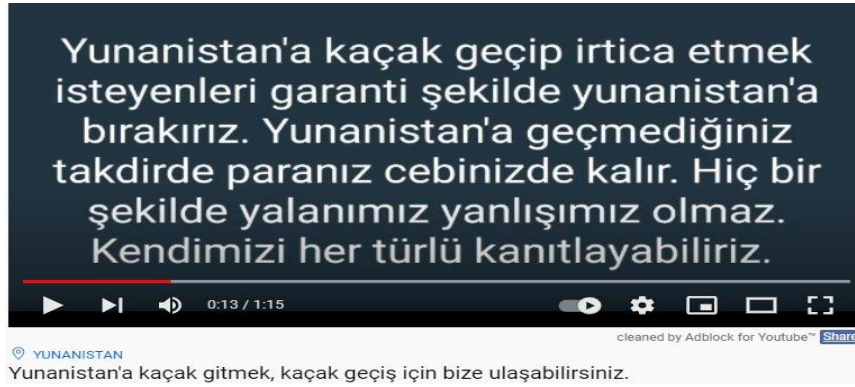 Yunanistan'a kaçak geçip irtica etmek
isteyenleri garanti şekilde yunanistan'a
bırakırız. Yunanistan'a geçmediğiniz
takdirde paranız cebinizde kalır. Hiç bir
şekilde yalanımız yanlışımız olmaz.
Kendimizi her türlü kanıtlayabiliriz.
0:13 / 1:15
cleaned by Adblock for Youtube™ Share
YUNANISTAN
Yunanistan'a kaçak gitmek, kaçak geçiş için bize ulaşabilirsiniz.